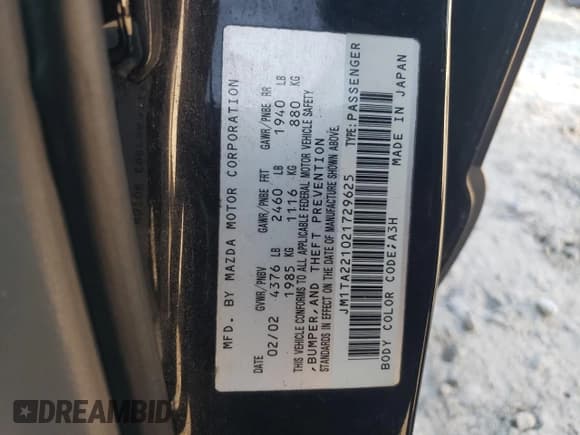 MFD. BY MAZDA MOTOR CORPORATION
DATE GVWR/PNBV GAWR/PNBE FRT GAWR/PNBE RR
02/02 4376 LB 2460 LB 1940 LB
1985 KG 1116 KG 880 KG
THIS VEHICLE CONFORMS TO ALL APPLICABLE FEDERAL MOTOR VEHICLE SAFETY
,BUMPER,AND THEFT PREVENTION
STANDARDS IN EFFECT ON THE DATE OF MANUFACTURE SHOWN ABOVE.
JM1TA221021729625 TYPE:PASSENGER
BODY COLOR CODE;A3H MADE IN JAPAN
DREAMBID